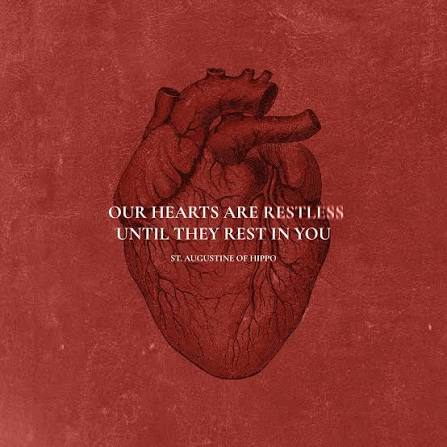 OUR HEARTS ARE RESTLESS
UNTIL THEY REST IN YOU
ST. AUGUSTINE OF HIPPO